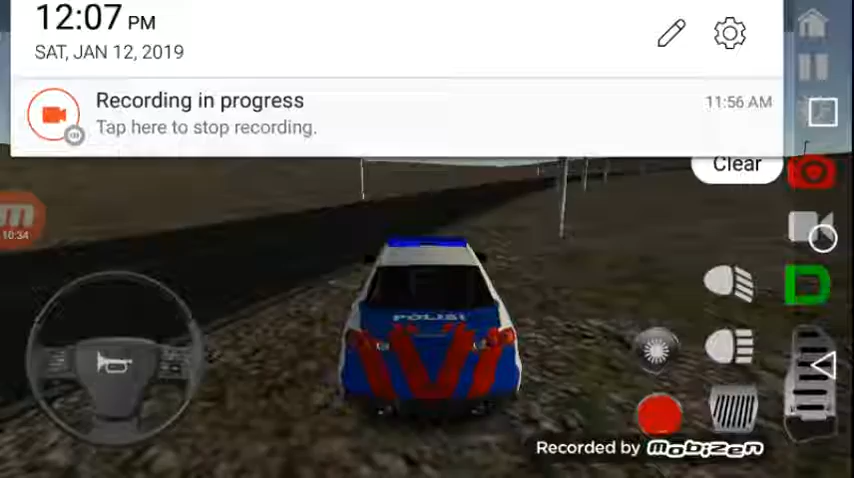 12:07 PM
SAT, JAN 12, 2019
Recording in progress
11:56 AM
Tap here to stop recording.
Clear
10:34
POLISI
D
Recorded by mobizen